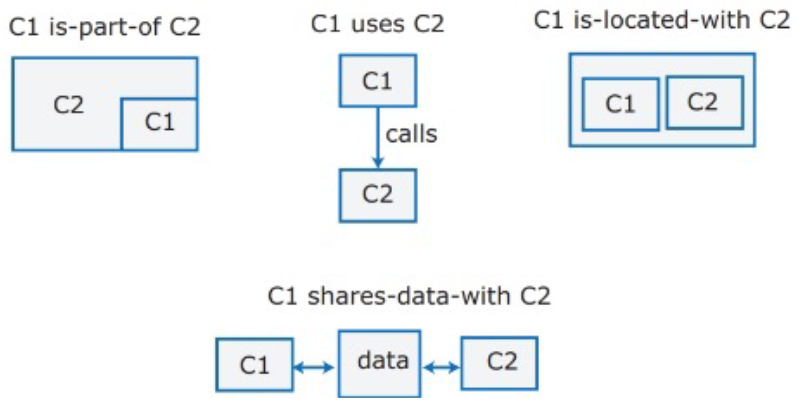 C1 is-part-of C2
C1 uses C2
C1 is-located-with C2
C2
C1
C1
calls
C2
C1
C2
C1 shares-data-with C2
C1
data
C2